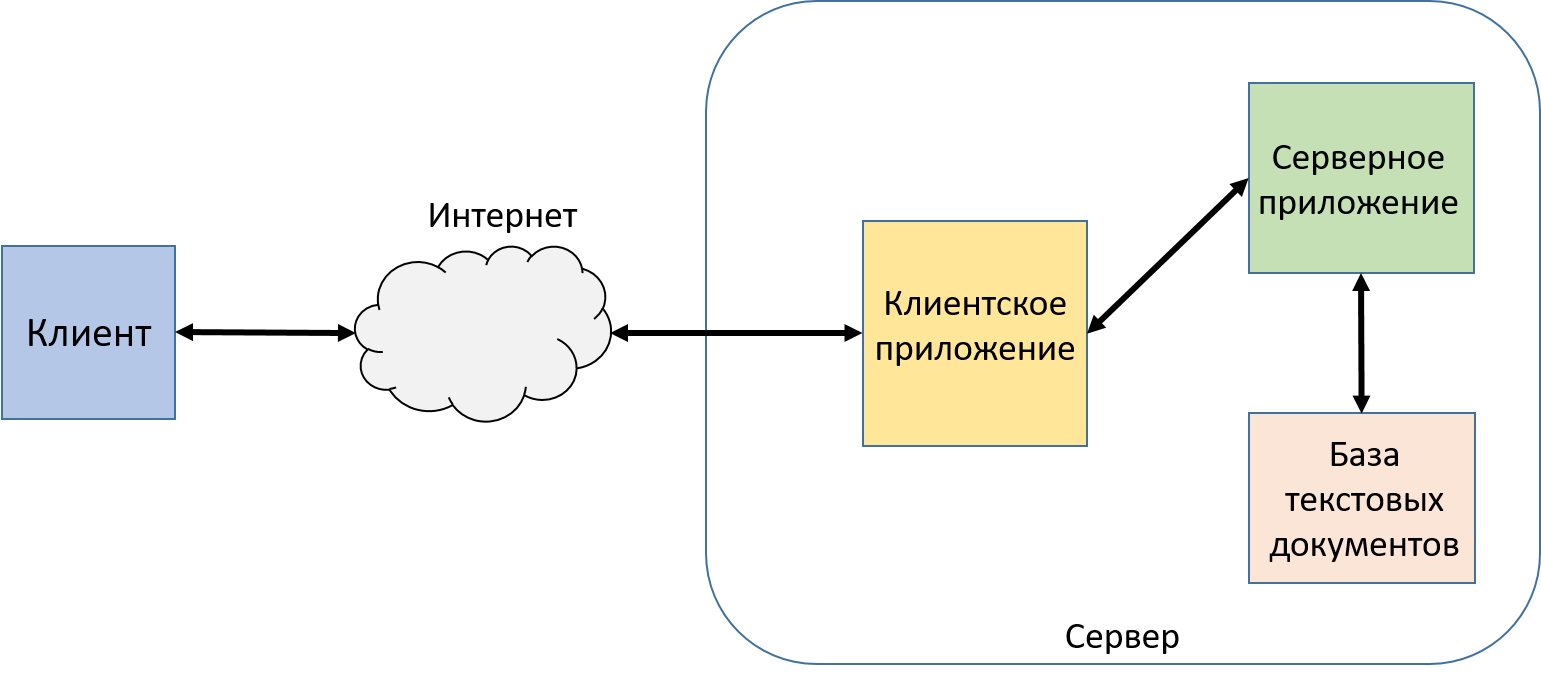 Клиент
Интернет
Клиентское
приложение
Серверное
приложение
База
текстовых
документов
Сервер